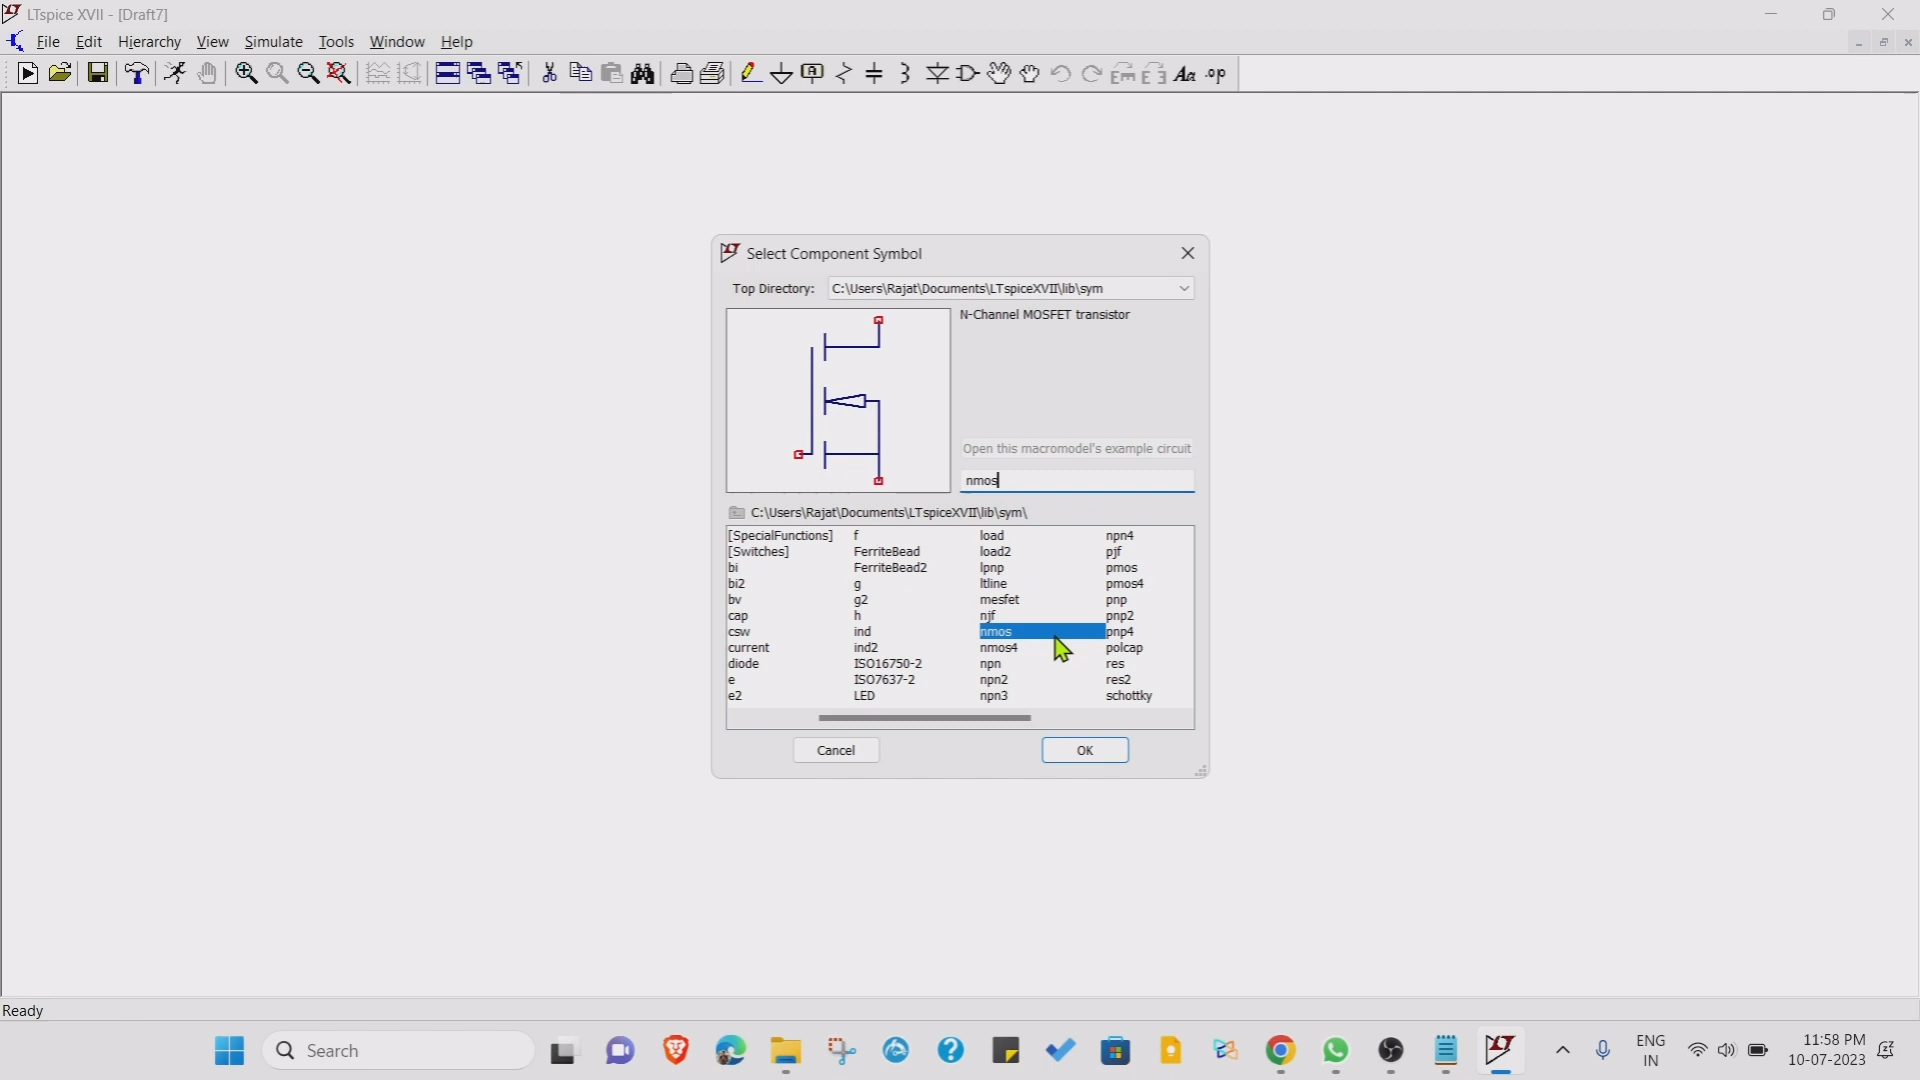 LTspice XVII - [Draft7]
File Edit Hierarchy View Simulate Tools Window Help
Aa .op
Select Component Symbol
Top Directory: C:\Users\Rajat\Documents\LTspiceXVII\lib\sym
N-Channel MOSFET transistor
Open this macromodel's example circuit
nmos
C:\Users\Rajat\Documents\LTspiceXVII\lib\sym\
[SpecialFunctions] f load npn4
[Switches] FerriteBead load2 pjf
bi FerriteBead2 lpnp pmos
bi2 g ltline pmos4
bv g2 mesfet pnp
cap h njf pnp2
csw ind nmos pnp4
current ind2 nmos4 polcap
diode ISO16750-2 npn res
e ISO7637-2 npn2 res2
e2 LED npn3 schottky
Cancel OK
Ready
Search
ENG
IN
11:58 PM
10-07-2023